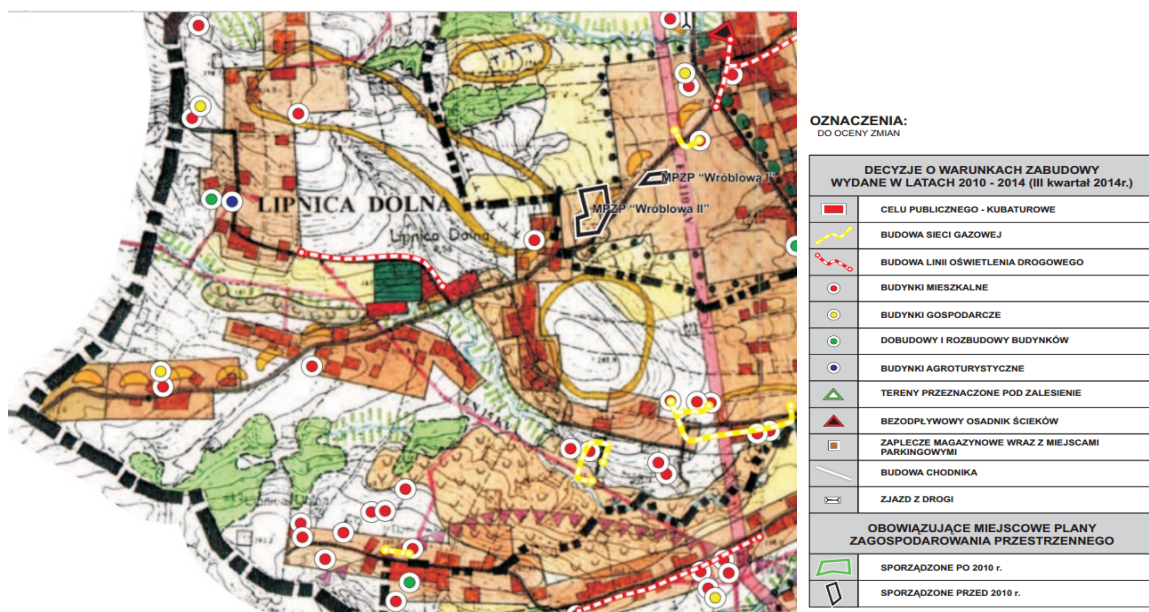 MPZP "Wróblowa I"
LIPNICA DOLNA
MPZP "Wróblowa II"
Lipnica Dolna
OZNACZENIA:
DO OCENY ZMIAN
DECYZJE O WARUNKACH ZABUDOWY
WYDANE W LATACH 2010 - 2014 (III kwartał 2014r.)
CELU PUBLICZNEGO - KUBATUROWE
BUDOWA SIECI GAZOWEJ
BUDOWA LINII OŚWIETLENIA DROGOWEGO
BUDYNKI MIESZKALNE
BUDYNKI GOSPODARCZE
DOBUDOWY I ROZBUDOWY BUDYNKÓW
BUDYNKI AGROTURYSTYCZNE
TERENY PRZEZNACZONE POD ZALESIENIE
BEZODPŁYWOWY OSADNIK ŚCIEKÓW
ZAPLECZE MAGAZYNOWE WRAZ Z MIEJSCAMI
PARKINGOWYMI
BUDOWA CHODNIKA
ZJAZD Z DROGI
OBOWIĄZUJĄCE MIEJSCOWE PLANY
ZAGOSPODAROWANIA PRZESTRZENNEGO
SPORZĄDZONE PO 2010 r.
SPORZĄDZONE PRZED 2010 r.